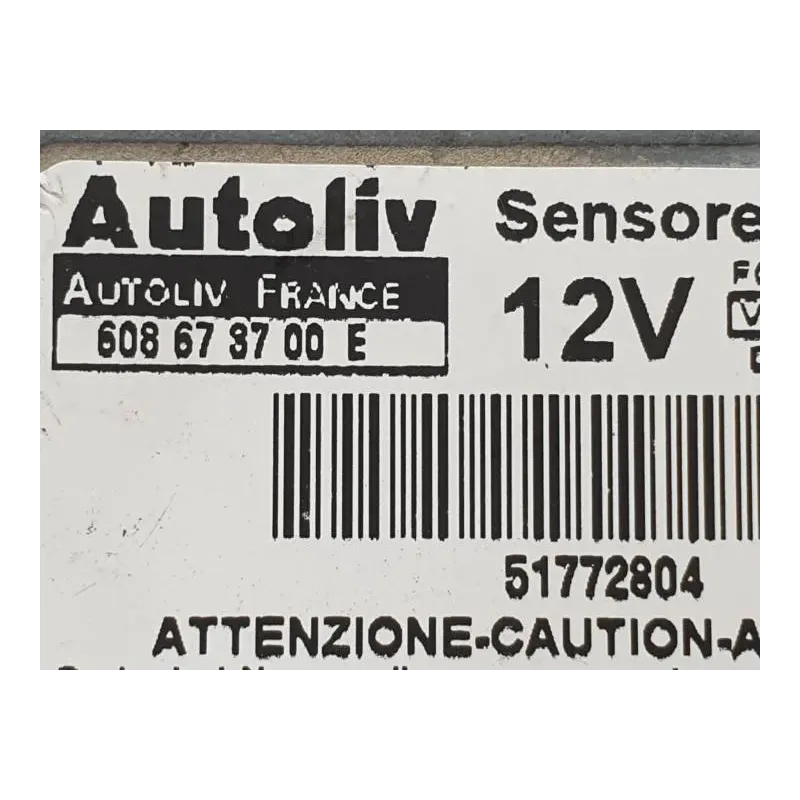 Autoliv Sensore
AUTOLIV FRANCE 12V
608 67 37 00 E
51772804
ATTENZIONE-CAUTION-A